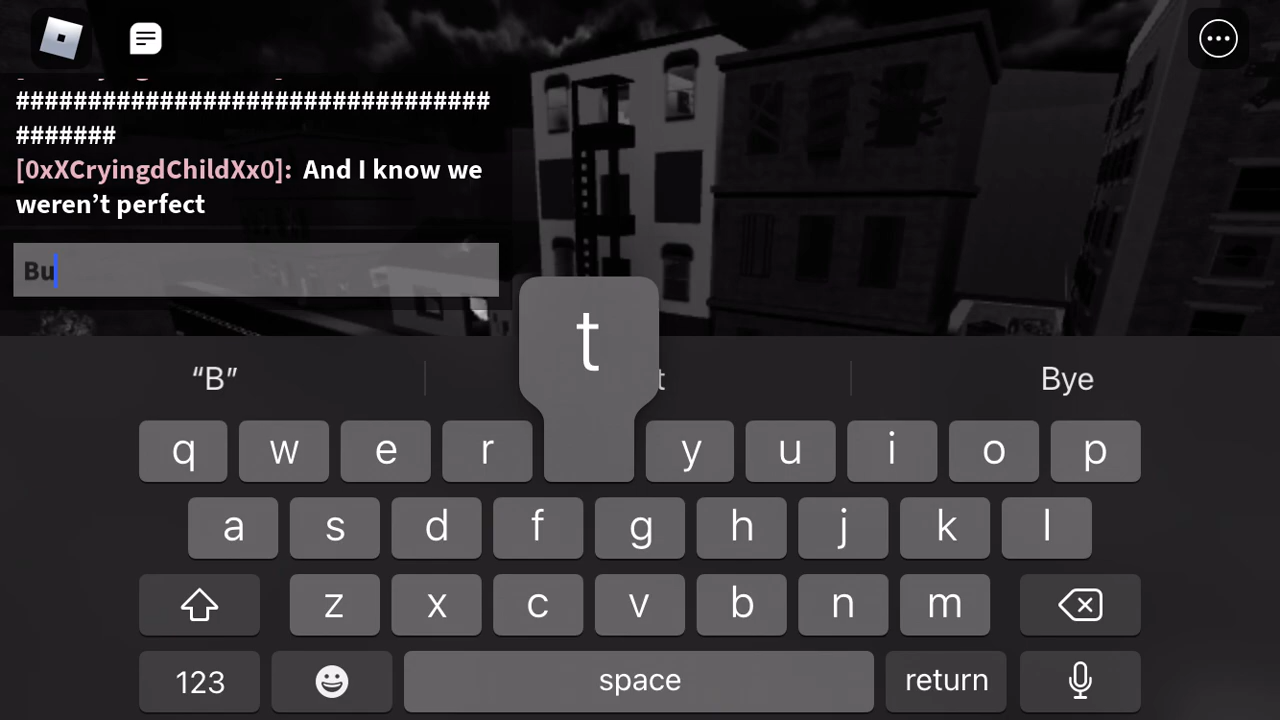 #################################
#######
[0xXCryingdChildXx0]: And I know we
weren’t perfect
Bu
t
“B” t Bye
q w e r y u i o p
a s d f g h j k l
z x c v b n m
123 space return